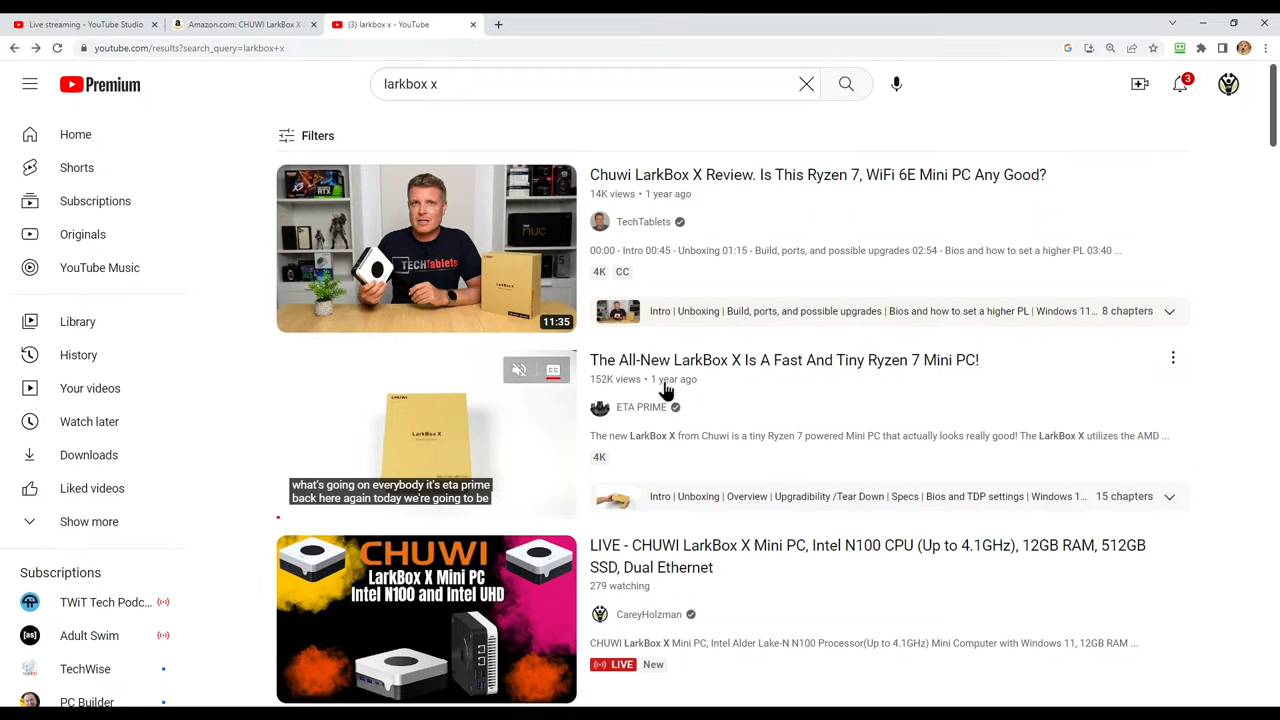 Live streaming - YouTube Studio
Amazon.com: CHUWI LarkBox X
(3) larkbox x - YouTube
youtube.com/results?search_query=larkbox+x
Premium
larkbox x
3
Home
Shorts
Subscriptions
Originals
YouTube Music
Library
History
Your videos
Watch later
Downloads
Liked videos
Show more
Subscriptions
TWiT Tech Podc...
Adult Swim
[as]
TechWise
PC Builder
Filters
nuc
TECHTABLETS
LarkBox X
11:35
Chuwi LarkBox X Review. Is This Ryzen 7, WiFi 6E Mini PC Any Good?
14K views • 1 year ago
TechTablets
00:00 - Intro 00:45 - Unboxing 01:15 - Build, ports, and possible upgrades 02:54 - Bios and how to set a higher PL 03:40 ...
4K CC
Intro | Unboxing | Build, ports, and possible upgrades | Bios and how to set a higher PL | Windows 11... 8 chapters
CC
CHUWI
LarkBox X
what's going on everybody it's eta prime
back here again today we're going to be
The All-New LarkBox X Is A Fast And Tiny Ryzen 7 Mini PC!
152K views • 1 year ago
ETA PRIME
The new LarkBox X from Chuwi is a tiny Ryzen 7 powered Mini PC that actually looks really good! The LarkBox X utilizes the AMD ...
4K
Intro | Unboxing | Overview | Upgradibility /Tear Down | Specs | Bios and TDP settings | Windows 1... 15 chapters
CHUWI
LarkBox X Mini PC
Intel N100 and Intel UHD
LIVE - CHUWI LarkBox X Mini PC, Intel N100 CPU (Up to 4.1GHz), 12GB RAM, 512GB
SSD, Dual Ethernet
279 watching
CareyHolzman
CHUWI LarkBox X Mini PC, Intel Alder Lake-N N100 Processor(Up to 4.1GHz) Mini Computer with Windows 11, 12GB RAM ...
LIVE New